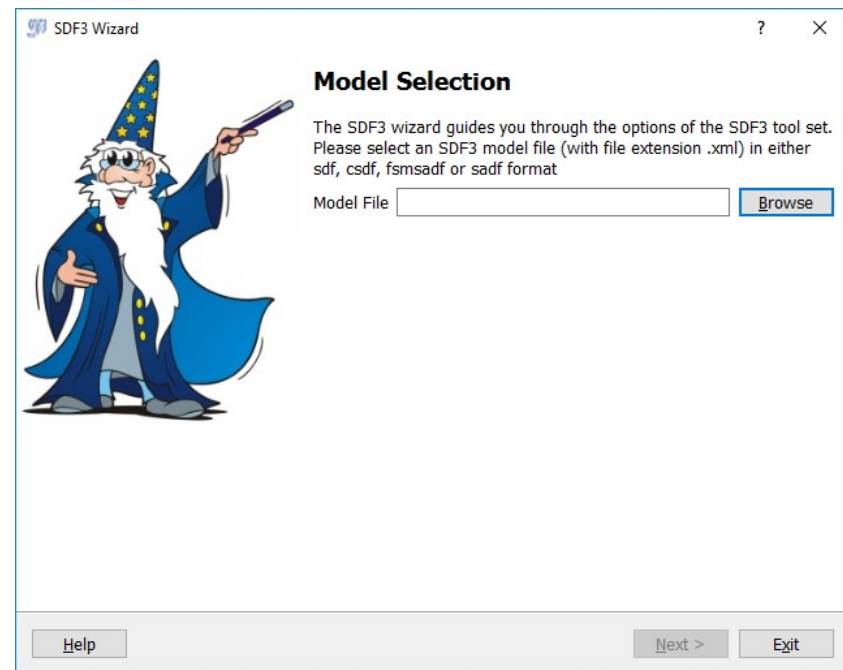 SDF3 Wizard
?
Model Selection
The SDF3 wizard guides you through the options of the SDF3 tool set.
Please select an SDF3 model file (with file extension .xml) in either
sdf, csdf, fsmsadf or sadf format
Model File
Browse
Help
Next >
Exit